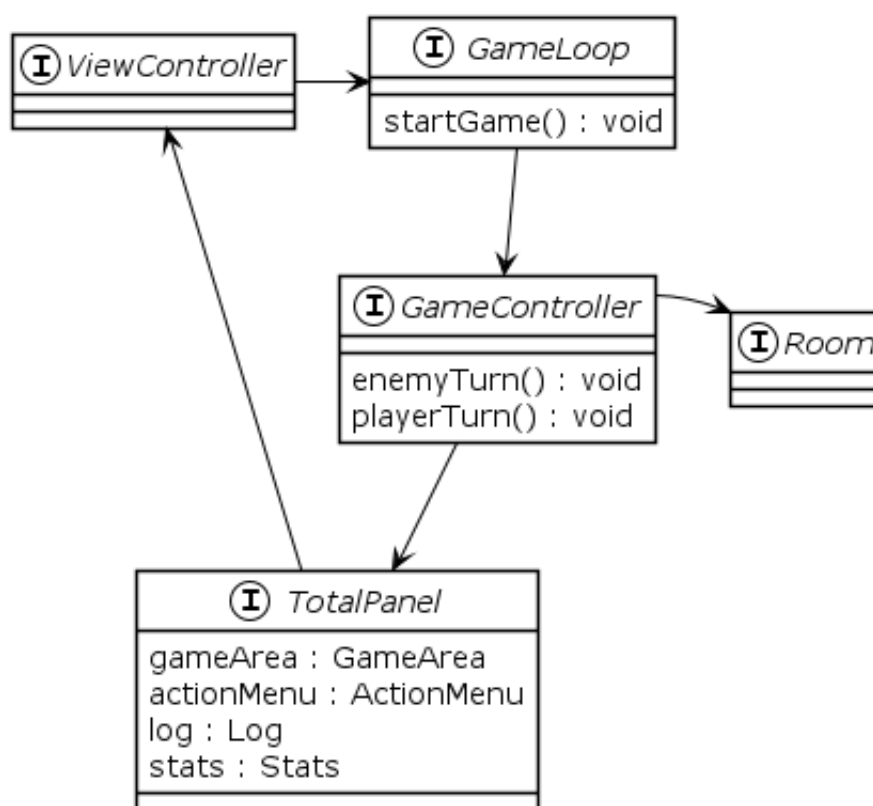 I ViewController
I GameLoop
startGame() : void
I GameController
enemyTurn() : void
playerTurn() : void
I Room
I TotalPanel
gameArea : GameArea
actionMenu : ActionMenu
log : Log
stats : Stats